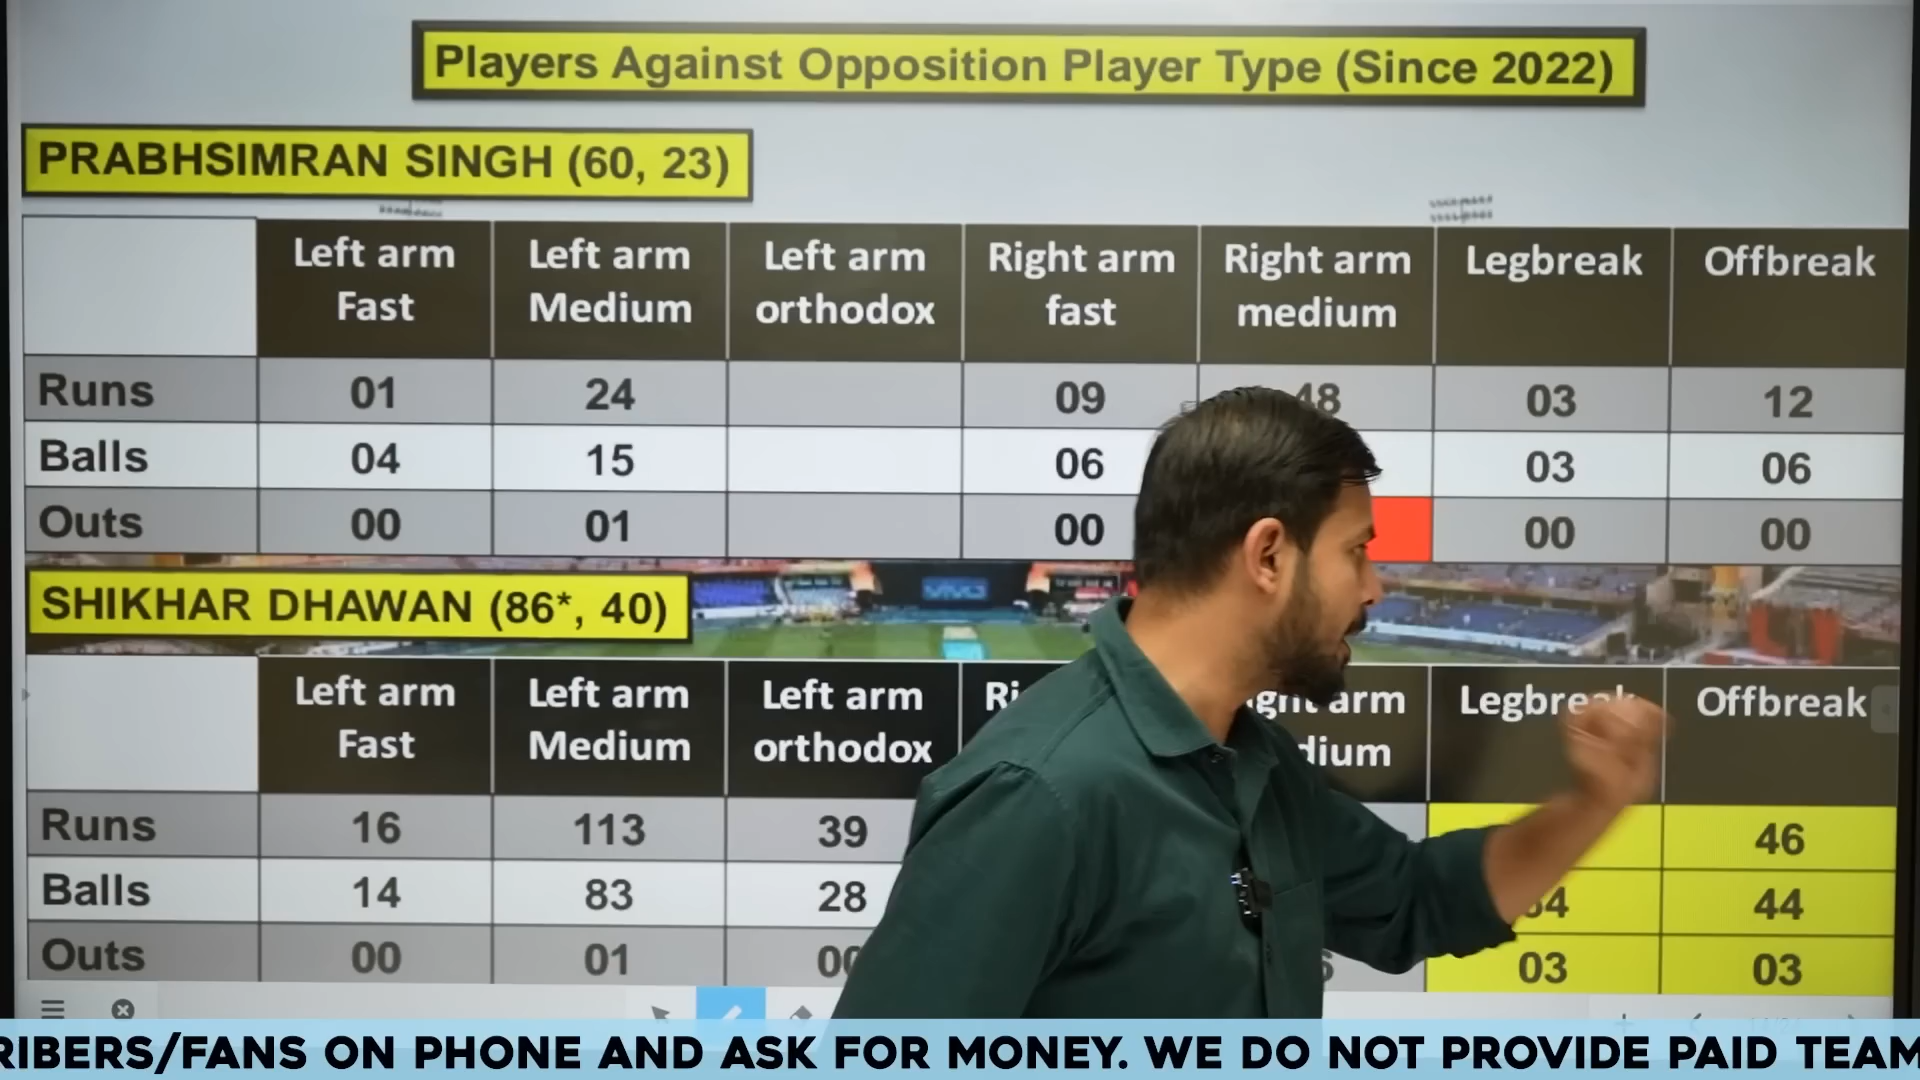 Players Against Opposition Player Type (Since 2022)
PRABHSIMRAN SINGH (60, 23)
Left arm Fast Left arm Medium Left arm orthodox Right arm fast Right arm medium Legbreak Offbreak
Runs 01 24 09 48 03 12
Balls 04 15 06 03 06
Outs 00 01 00 00 00
SHIKHAR DHAWAN (86*, 40)
Left arm Fast Left arm Medium Left arm orthodox arm Legbreak Offbreak
Runs 16 113 39 46
Balls 14 83 28 44
Outs 00 01 03 03
RIBERS/FANS ON PHONE AND ASK FOR MONEY. WE DO NOT PROVIDE PAID TEAM